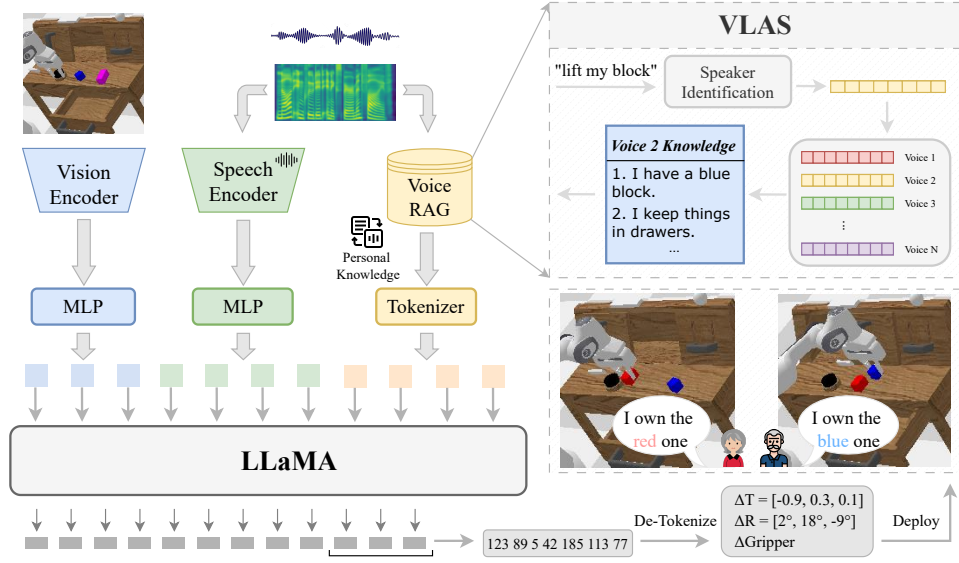 VLAS
"lift my block"
Speaker
Identification
Voice 2 Knowledge
1. I have a blue
block.
2. I keep things
in drawers.
...
Voice 1
Voice 2
Voice 3
⋮
Voice N
Vision
Encoder
Speech
Encoder
Voice
RAG
Personal
Knowledge
MLP
MLP
Tokenizer
LLaMA
I own the
red one
I own the
blue one
123 89 5 42 185 113 77
De-Tokenize
ΔT = [-0.9, 0.3, 0.1]
ΔR = [2°, 18°, -9°]
ΔGripper
Deploy